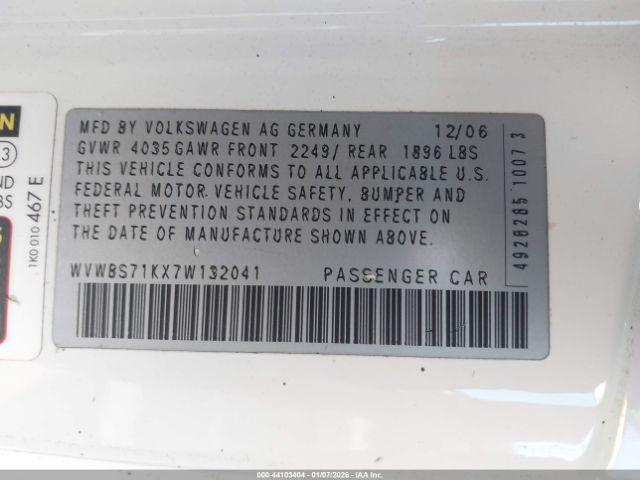 MFD BY VOLKSWAGEN AG GERMANY 12/06
GVWR 4035 GAWR FRONT 2249/ REAR 1896 LBS
THIS VEHICLE CONFORMS TO ALL APPLICABLE U.S.
FEDERAL MOTOR VEHICLE SAFETY, BUMPER AND
THEFT PREVENTION STANDARDS IN EFFECT ON
THE DATE OF MANUFACTURE SHOWN ABOVE.
WVWBS71KX7W132041 PASSENGER CAR
4920285 1007 3
1K0 010 467 E
000-44103404 - 01/07/2026 - IAA Inc.